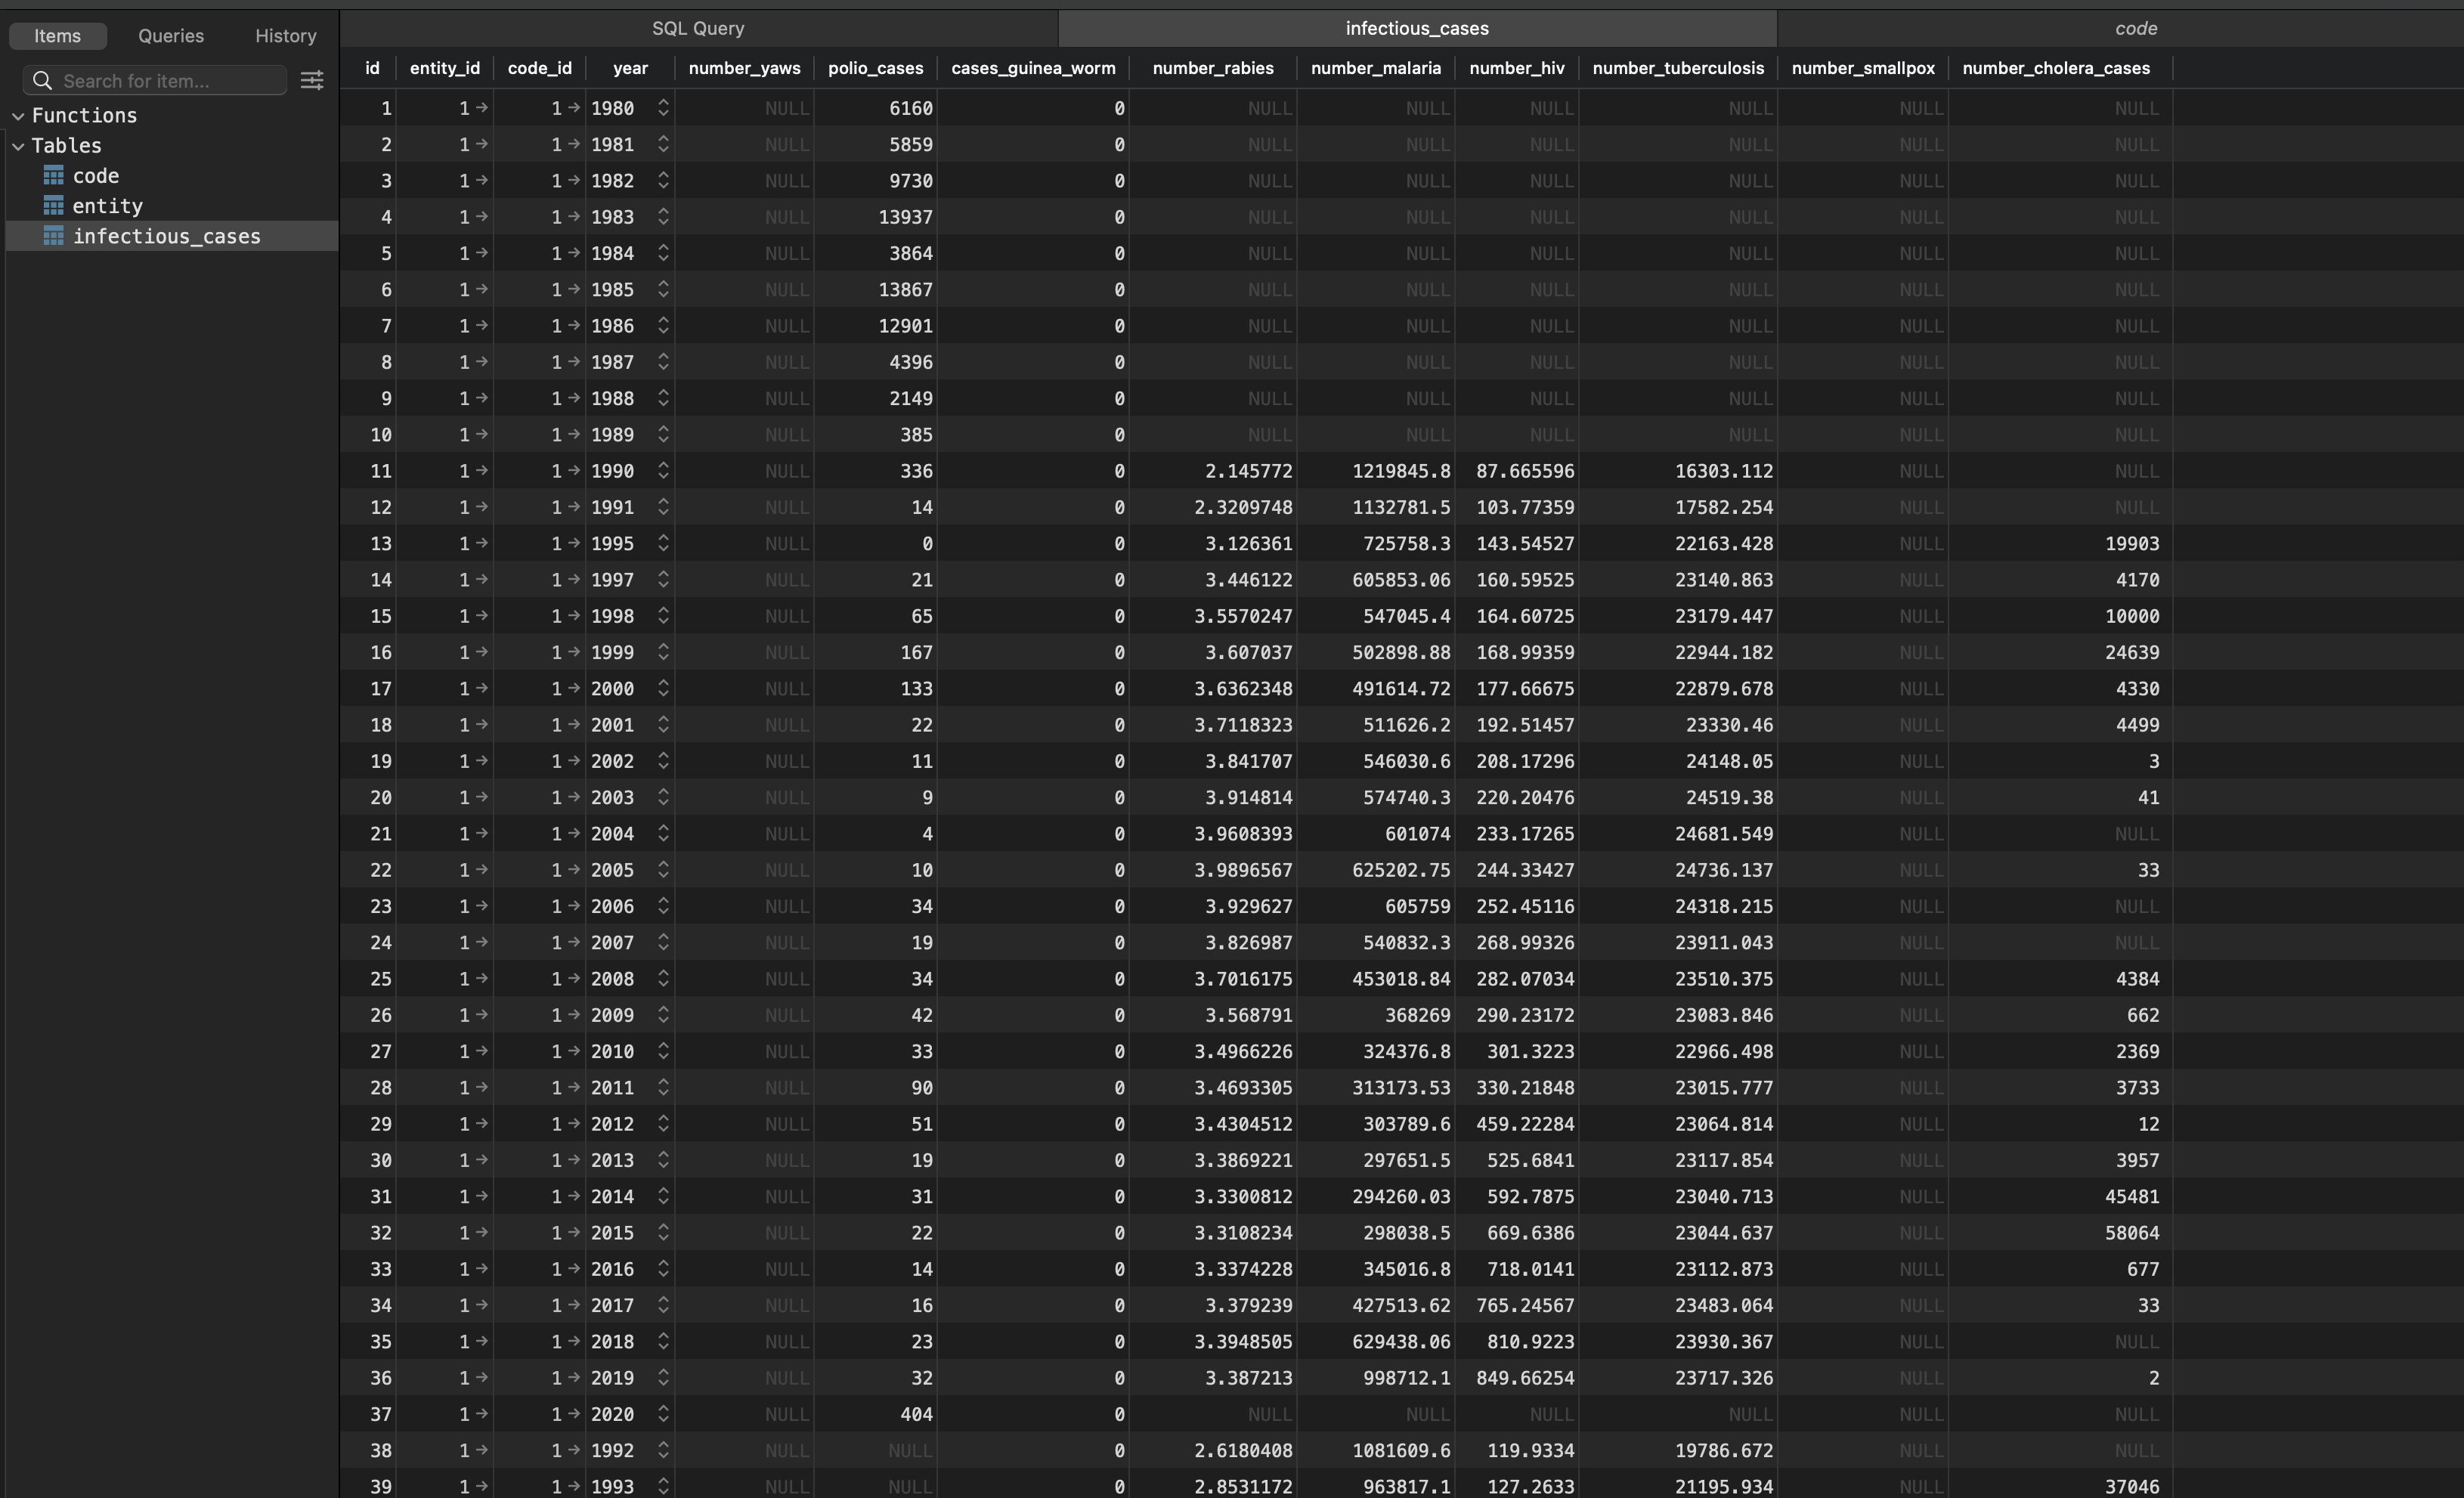 Items Queries History
Search for item...
Functions
Tables
code
entity
infectious_cases
SQL Query infectious_cases code
id entity_id code_id year number_yaws polio_cases cases_guinea_worm number_rabies number_malaria number_hiv number_tuberculosis number_smallpox number_cholera_cases
1 1 1 1980 NULL 6160 0 NULL NULL NULL NULL NULL NULL
2 1 1 1981 NULL 5859 0 NULL NULL NULL NULL NULL NULL
3 1 1 1982 NULL 9730 0 NULL NULL NULL NULL NULL NULL
4 1 1 1983 NULL 13937 0 NULL NULL NULL NULL NULL NULL
5 1 1 1984 NULL 3864 0 NULL NULL NULL NULL NULL NULL
6 1 1 1985 NULL 13867 0 NULL NULL NULL NULL NULL NULL
7 1 1 1986 NULL 12901 0 NULL NULL NULL NULL NULL NULL
8 1 1 1987 NULL 4396 0 NULL NULL NULL NULL NULL NULL
9 1 1 1988 NULL 2149 0 NULL NULL NULL NULL NULL NULL
10 1 1 1989 NULL 385 0 NULL NULL NULL NULL NULL NULL
11 1 1 1990 NULL 336 0 2.145772 1219845.8 87.665596 16303.112 NULL NULL
12 1 1 1991 NULL 14 0 2.3209748 1132781.5 103.77359 17582.254 NULL NULL
13 1 1 1995 NULL 0 0 3.126361 725758.3 143.54527 22163.428 NULL 19903
14 1 1 1997 NULL 21 0 3.446122 605853.06 160.59525 23140.863 NULL 4170
15 1 1 1998 NULL 65 0 3.5570247 547045.4 164.60725 23179.447 NULL 10000
16 1 1 1999 NULL 167 0 3.607037 502898.88 168.99359 22944.182 NULL 24639
17 1 1 2000 NULL 133 0 3.6362348 491614.72 177.66675 22879.678 NULL 4330
18 1 1 2001 NULL 22 0 3.7118323 511626.2 192.51457 23330.46 NULL 4499
19 1 1 2002 NULL 11 0 3.841707 546030.6 208.17296 24148.05 NULL 3
20 1 1 2003 NULL 9 0 3.914814 574740.3 220.20476 24519.38 NULL 41
21 1 1 2004 NULL 4 0 3.9608393 601074 233.17265 24681.549 NULL NULL
22 1 1 2005 NULL 10 0 3.9896567 625202.75 244.33427 24736.137 NULL 33
23 1 1 2006 NULL 34 0 3.929627 605759 252.45116 24318.215 NULL NULL
24 1 1 2007 NULL 19 0 3.826987 540832.3 268.99326 23911.043 NULL NULL
25 1 1 2008 NULL 34 0 3.7016175 453018.84 282.07034 23510.375 NULL 4384
26 1 1 2009 NULL 42 0 3.568791 368269 290.23172 23083.846 NULL 662
27 1 1 2010 NULL 33 0 3.4966226 324376.8 301.3223 22966.498 NULL 2369
28 1 1 2011 NULL 90 0 3.4693305 313173.53 330.21848 23015.777 NULL 3733
29 1 1 2012 NULL 51 0 3.4304512 303789.6 459.22284 23064.814 NULL 12
30 1 1 2013 NULL 19 0 3.3869221 297651.5 525.6841 23117.854 NULL 3957
31 1 1 2014 NULL 31 0 3.3300812 294260.03 592.7875 23040.713 NULL 45481
32 1 1 2015 NULL 22 0 3.3108234 298038.5 669.6386 23044.637 NULL 58064
33 1 1 2016 NULL 14 0 3.3374228 345016.8 718.0141 23112.873 NULL 677
34 1 1 2017 NULL 16 0 3.379239 427513.62 765.24567 23483.064 NULL 33
35 1 1 2018 NULL 23 0 3.3948505 629438.06 810.9223 23930.367 NULL NULL
36 1 1 2019 NULL 32 0 3.387213 998712.1 849.66254 23717.326 NULL 2
37 1 1 2020 NULL 404 0 NULL NULL NULL NULL NULL NULL
38 1 1 1992 NULL NULL 0 2.6180408 1081609.6 119.9334 19786.672 NULL NULL
39 1 1 1993 NULL NULL 0 2.8531172 963817.1 127.2633 21195.934 NULL 37046